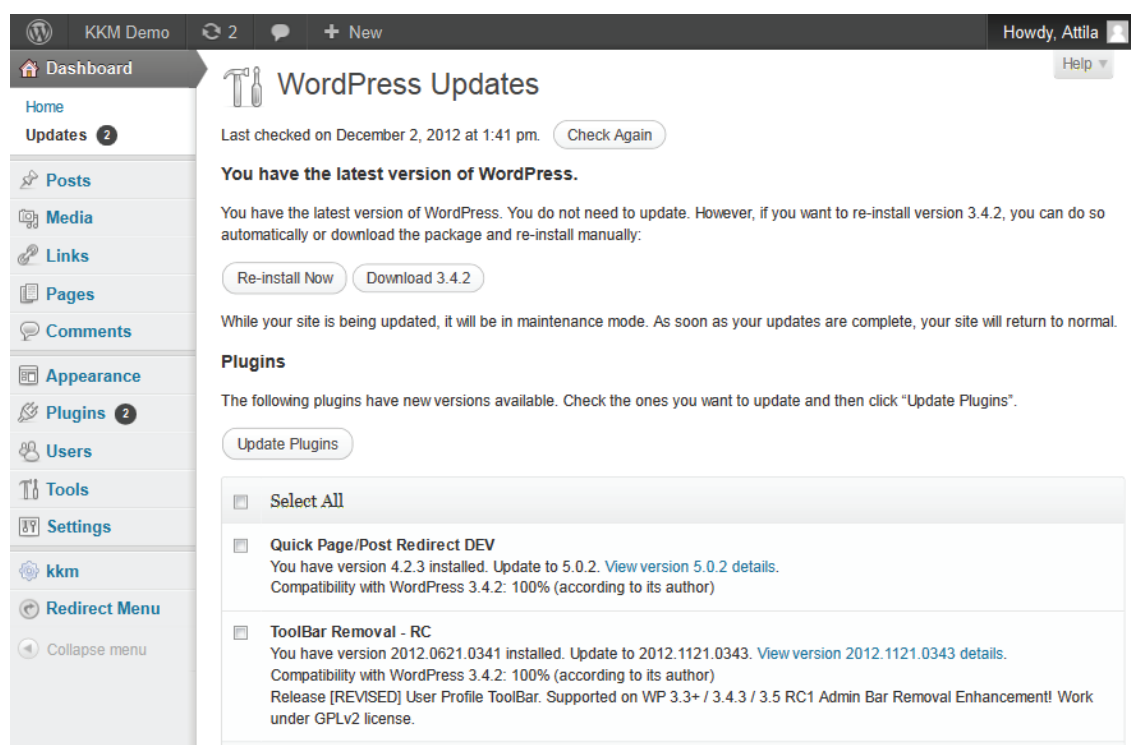 KKM Demo 2 + New Howdy, Attila
Dashboard
Home
Updates 2
Posts
Media
Links
Pages
Comments
Appearance
Plugins 2
Users
Tools
Settings
kkm
Redirect Menu
Collapse menu
Help
WordPress Updates
Last checked on December 2, 2012 at 1:41 pm. Check Again
You have the latest version of WordPress.
You have the latest version of WordPress. You do not need to update. However, if you want to re-install version 3.4.2, you can do so
automatically or download the package and re-install manually:
Re-install Now Download 3.4.2
While your site is being updated, it will be in maintenance mode. As soon as your updates are complete, your site will return to normal.
Plugins
The following plugins have new versions available. Check the ones you want to update and then click “Update Plugins”.
Update Plugins
Select All
Quick Page/Post Redirect DEV
You have version 4.2.3 installed. Update to 5.0.2. View version 5.0.2 details.
Compatibility with WordPress 3.4.2: 100% (according to its author)
ToolBar Removal - RC
You have version 2012.0621.0341 installed. Update to 2012.1121.0343. View version 2012.1121.0343 details.
Compatibility with WordPress 3.4.2: 100% (according to its author)
Release [REVISED] User Profile ToolBar. Supported on WP 3.3+ / 3.4.3 / 3.5 RC1 Admin Bar Removal Enhancement! Work
under GPLv2 license.